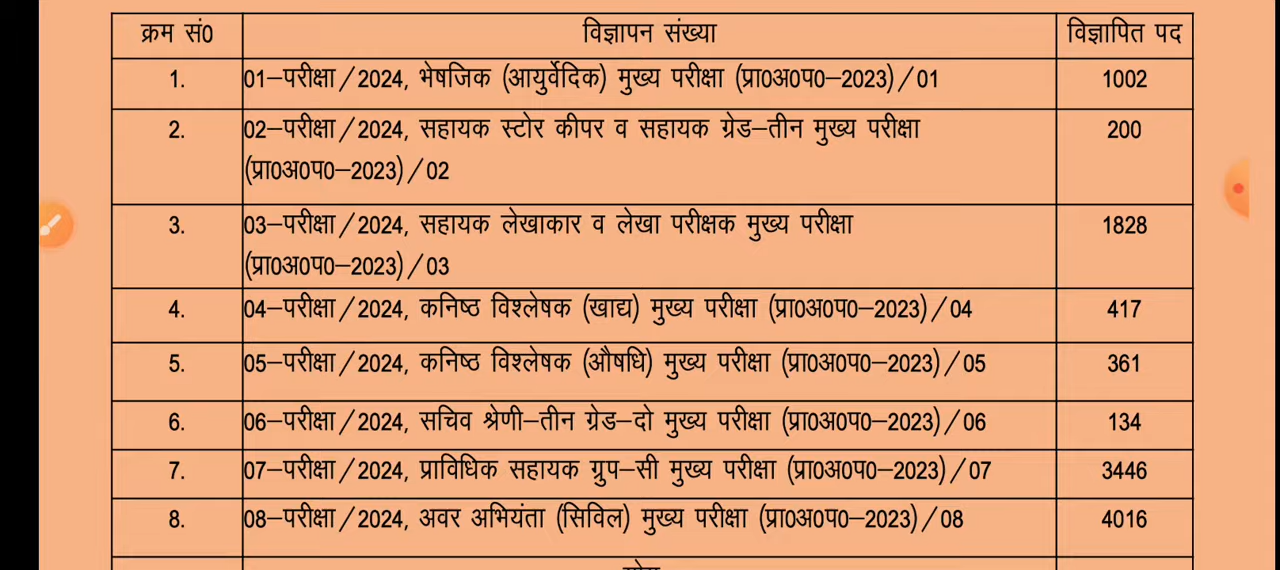 क्रम सं0 विज्ञापन संख्या विज्ञापित पद
1. 01–परीक्षा/2024, भेषजिक (आयुर्वेदिक) मुख्य परीक्षा (प्रा0अ0प0–2023)/01 1002
2. 02–परीक्षा/2024, सहायक स्टोर कीपर व सहायक ग्रेड–तीन मुख्य परीक्षा 200
(प्रा0अ0प0–2023)/02
3. 03–परीक्षा/2024, सहायक लेखाकार व लेखा परीक्षक मुख्य परीक्षा 1828
(प्रा0अ0प0–2023)/03
4. 04–परीक्षा/2024, कनिष्ठ विश्लेषक (खाद्य) मुख्य परीक्षा (प्रा0अ0प0–2023)/04 417
5. 05–परीक्षा/2024, कनिष्ठ विश्लेषक (औषधि) मुख्य परीक्षा (प्रा0अ0प0–2023)/05 361
6. 06–परीक्षा/2024, सचिव श्रेणी–तीन ग्रेड–दो मुख्य परीक्षा (प्रा0अ0प0–2023)/06 134
7. 07–परीक्षा/2024, प्राविधिक सहायक ग्रुप–सी मुख्य परीक्षा (प्रा0अ0प0–2023)/07 3446
8. 08–परीक्षा/2024, अवर अभियंता (सिविल) मुख्य परीक्षा (प्रा0अ0प0–2023)/08 4016